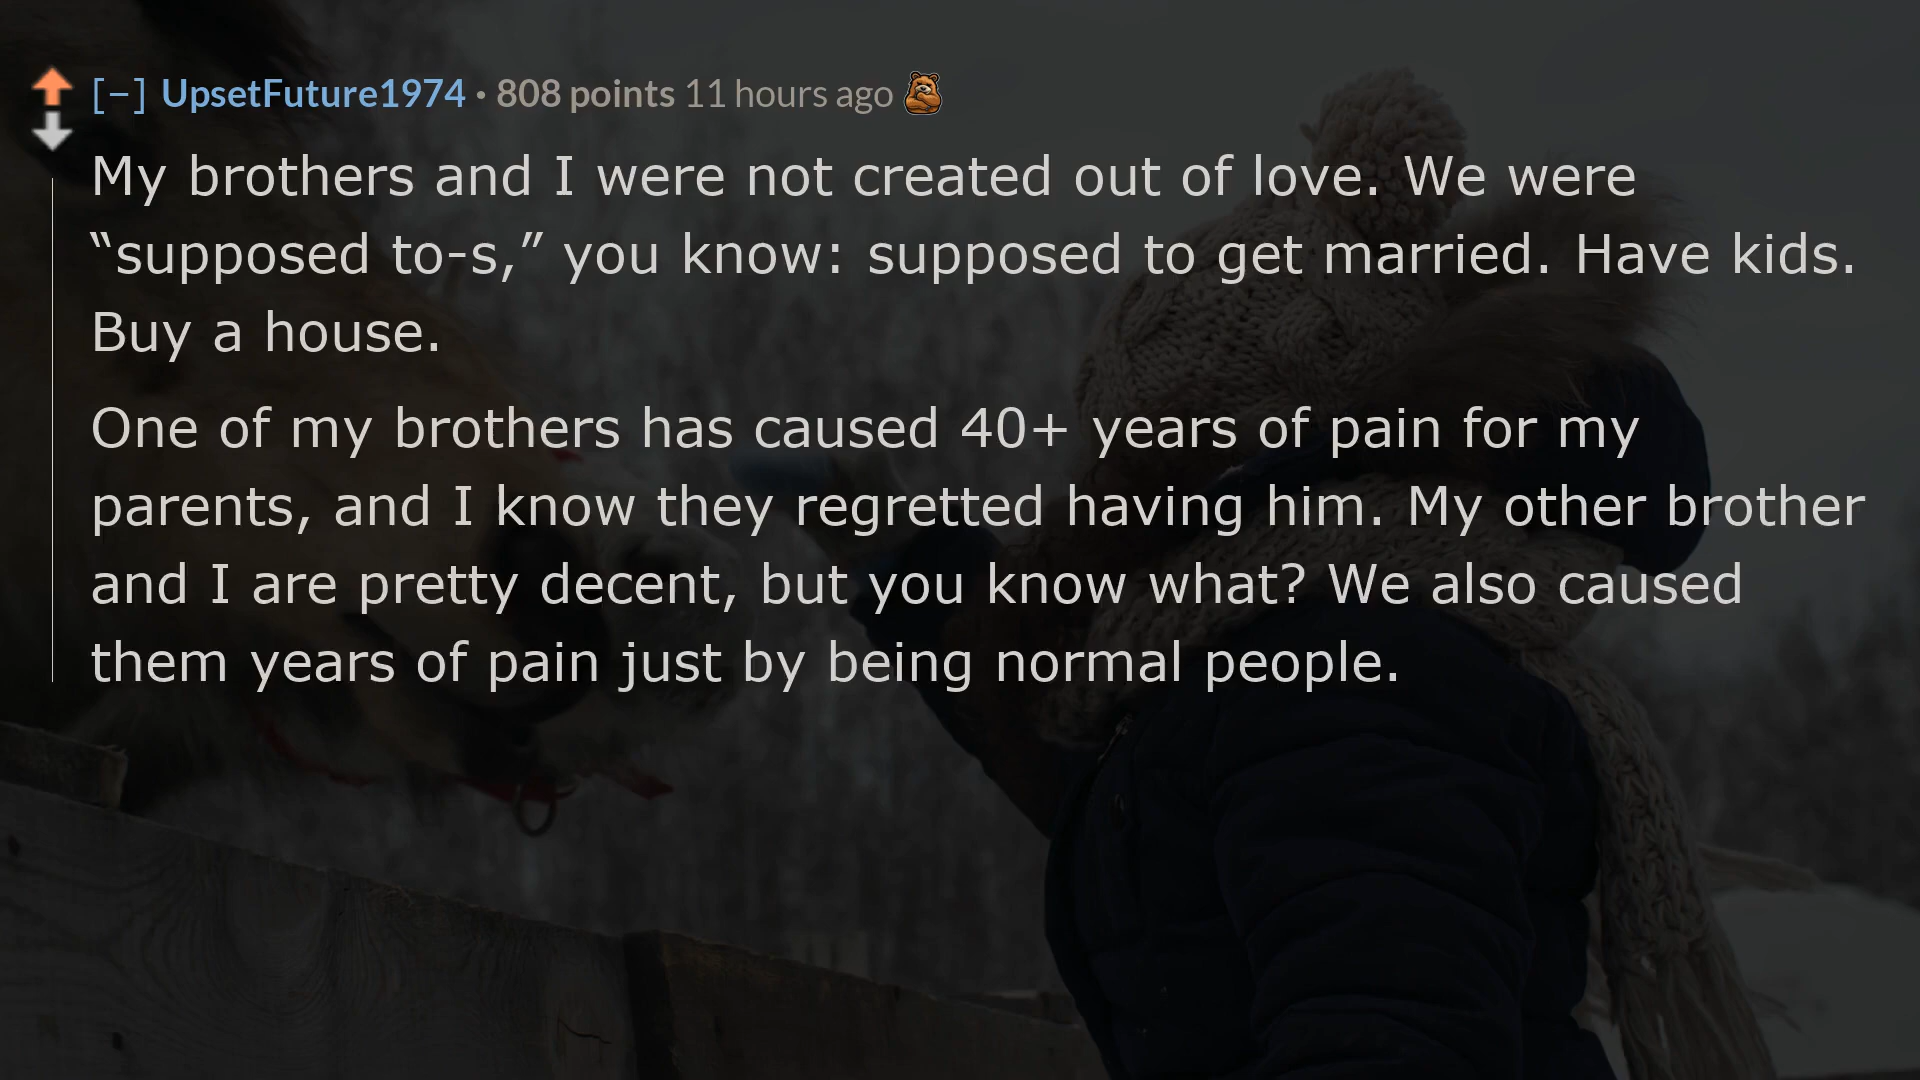 [−] UpsetFuture1974 · 808 points 11 hours ago
My brothers and I were not created out of love. We were
“supposed to-s,” you know: supposed to get married. Have kids.
Buy a house.
One of my brothers has caused 40+ years of pain for my
parents, and I know they regretted having him. My other brother
and I are pretty decent, but you know what? We also caused
them years of pain just by being normal people.